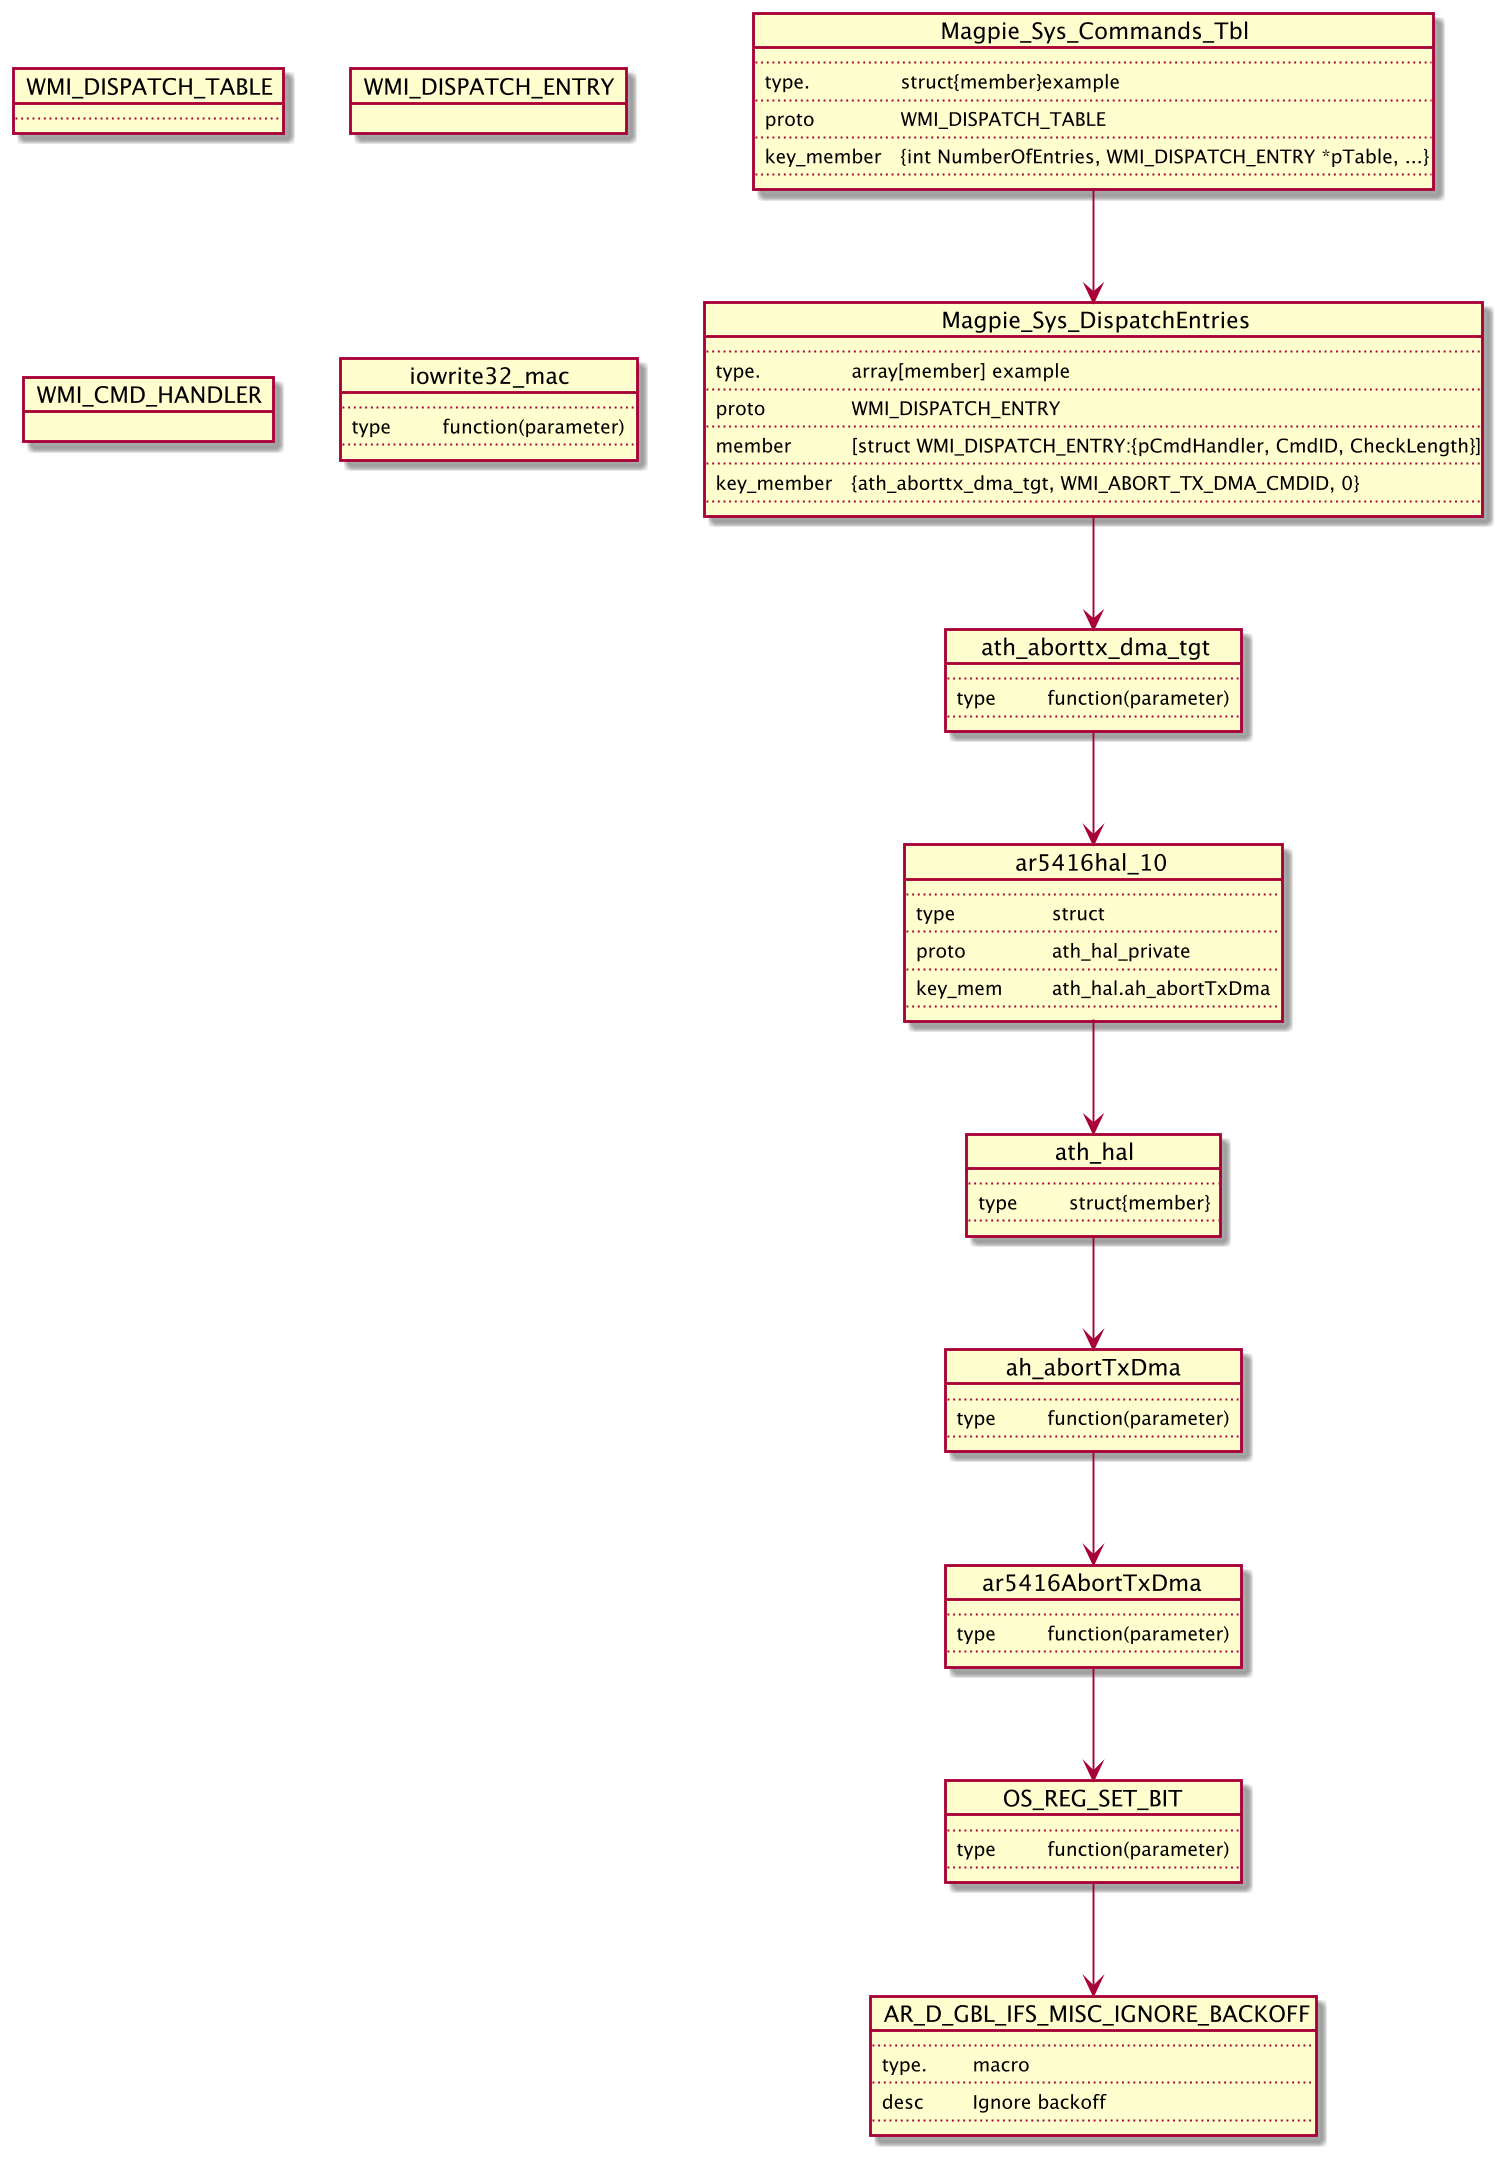 WMI_DISPATCH_TABLE
WMI_DISPATCH_ENTRY
Magpie_Sys_Commands_Tbl
type. struct{member}example
proto WMI_DISPATCH_TABLE
key_member {int NumberOfEntries, WMI_DISPATCH_ENTRY *pTable, ...}
WMI_CMD_HANDLER
iowrite32_mac
type function(parameter)
Magpie_Sys_DispatchEntries
type. array[member] example
proto WMI_DISPATCH_ENTRY
member [struct WMI_DISPATCH_ENTRY:{pCmdHandler, CmdID, CheckLength}]
key_member {ath_aborttx_dma_tgt, WMI_ABORT_TX_DMA_CMDID, 0}
ath_aborttx_dma_tgt
type function(parameter)
ar5416hal_10
type struct
proto ath_hal_private
key_mem ath_hal.ah_abortTxDma
ath_hal
type struct{member}
ah_abortTxDma
type function(parameter)
ar5416AbortTxDma
type function(parameter)
OS_REG_SET_BIT
type function(parameter)
AR_D_GBL_IFS_MISC_IGNORE_BACKOFF
type. macro
desc Ignore backoff